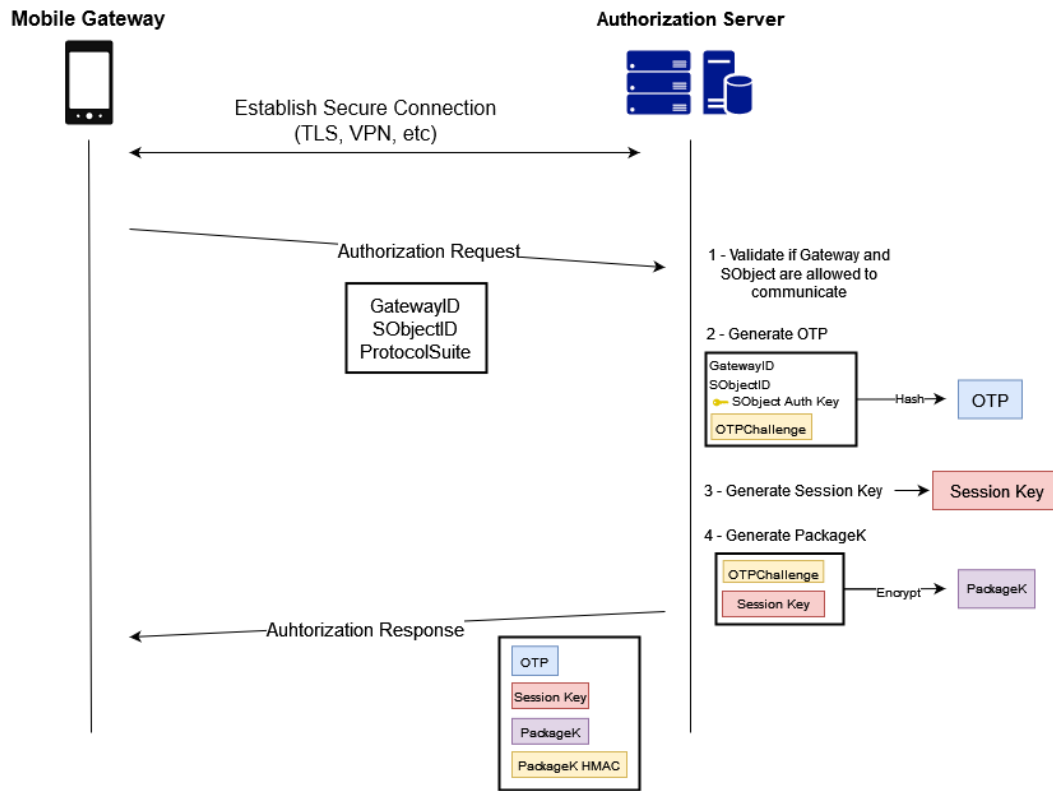 Mobile Gateway
Authorization Server
Establish Secure Connection
(TLS, VPN, etc)
Authorization Request
GatewayID
SObjectID
ProtocolSuite
1 - Validate if Gateway and
SObject are allowed to
communicate
2 - Generate OTP
GatewayID
SObjectID
SObject Auth Key
OTPChallenge
Hash
OTP
3 - Generate Session Key
Session Key
4 - Generate PackageK
OTPChallenge
Session Key
Encrypt
PackageK
Auhtorization Response
OTP
Session Key
PackageK
PackageK HMAC